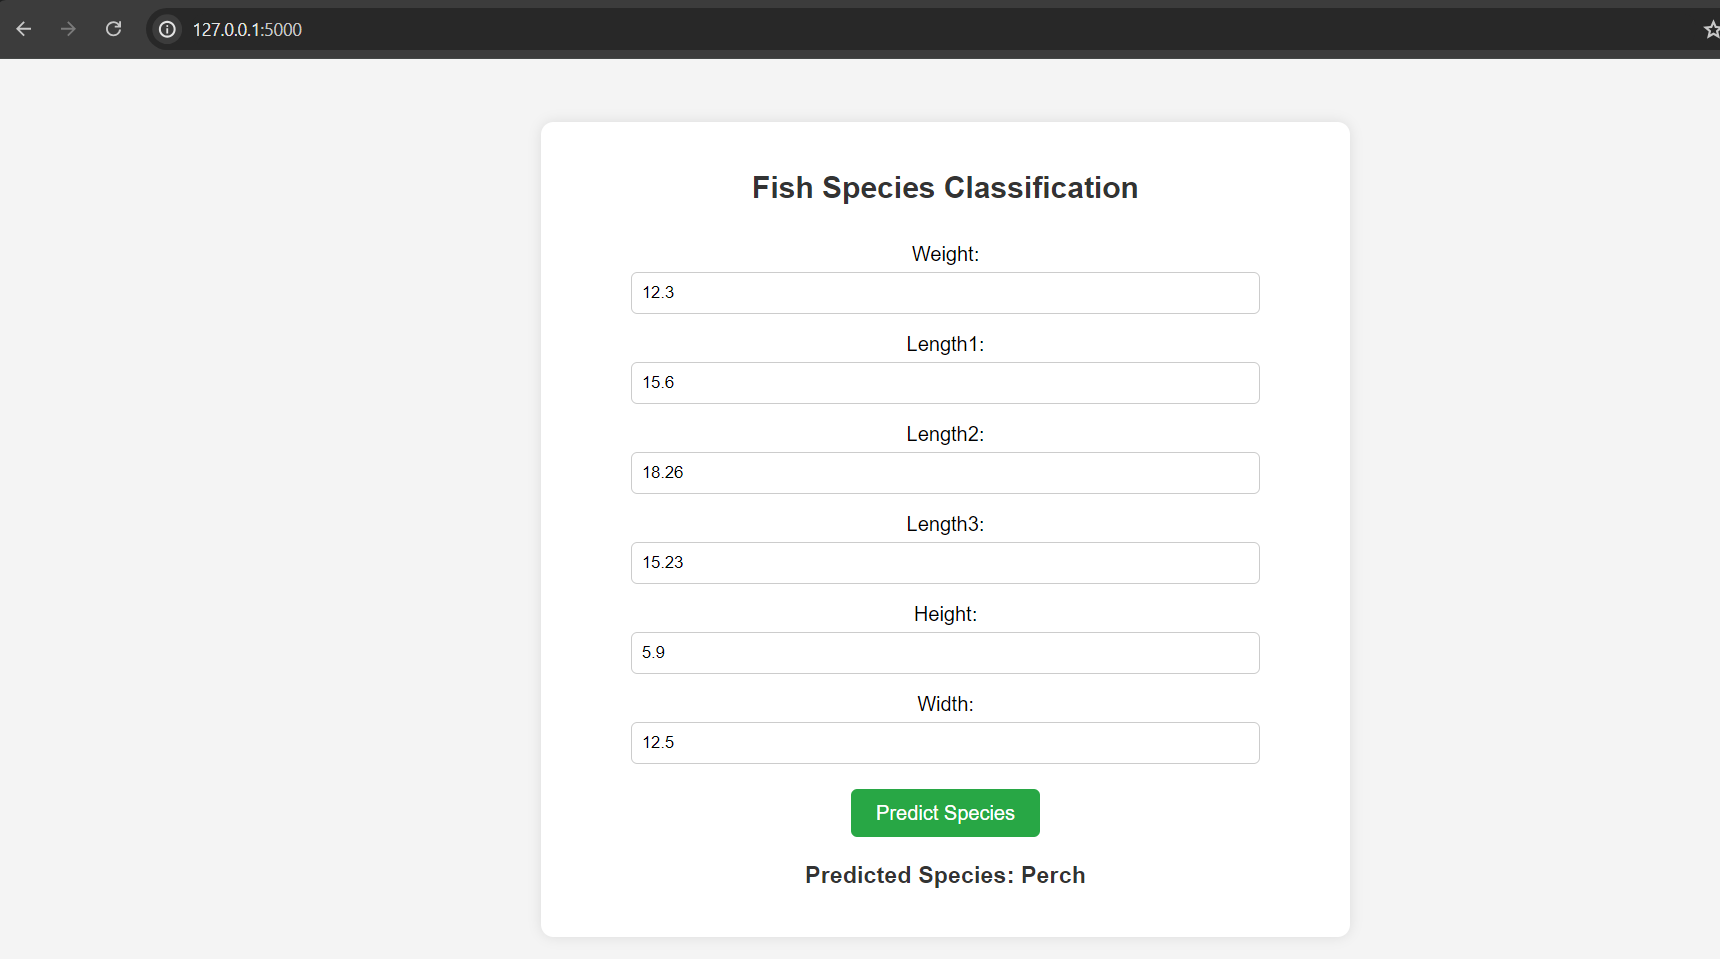 127.0.0.1:5000
Fish Species Classification
Weight:
12.3
Length1:
15.6
Length2:
18.26
Length3:
15.23
Height:
5.9
Width:
12.5
Predict Species
Predicted Species: Perch